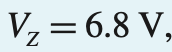 V_Z = 6.8 V,